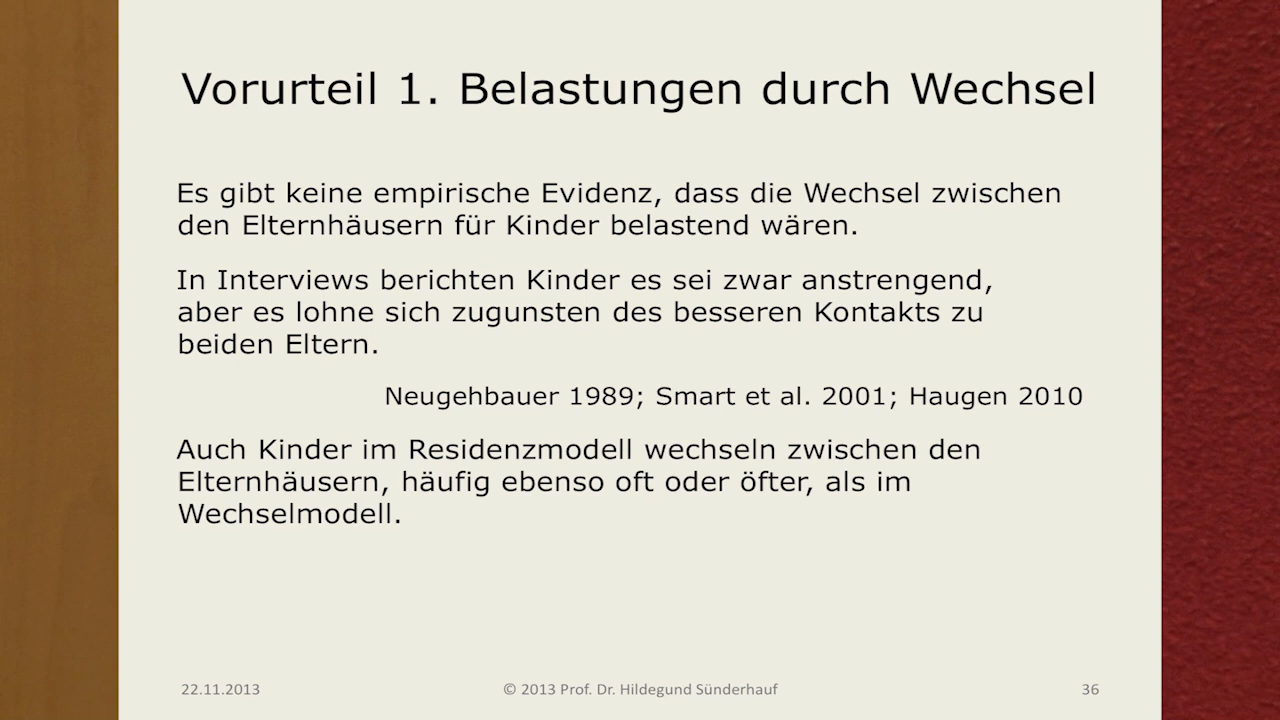 Vorurteil 1. Belastungen durch Wechsel
Es gibt keine empirische Evidenz, dass die Wechsel zwischen
den Elternhäusern für Kinder belastend wären.
In Interviews berichten Kinder es sei zwar anstrengend,
aber es lohne sich zugunsten des besseren Kontakts zu
beiden Eltern.
Neugehbauer 1989; Smart et al. 2001; Haugen 2010
Auch Kinder im Residenzmodell wechseln zwischen den
Elternhäusern, häufig ebenso oft oder öfter, als im
Wechselmodell.
22.11.2013 © 2013 Prof. Dr. Hildegund Sünderhauf 36